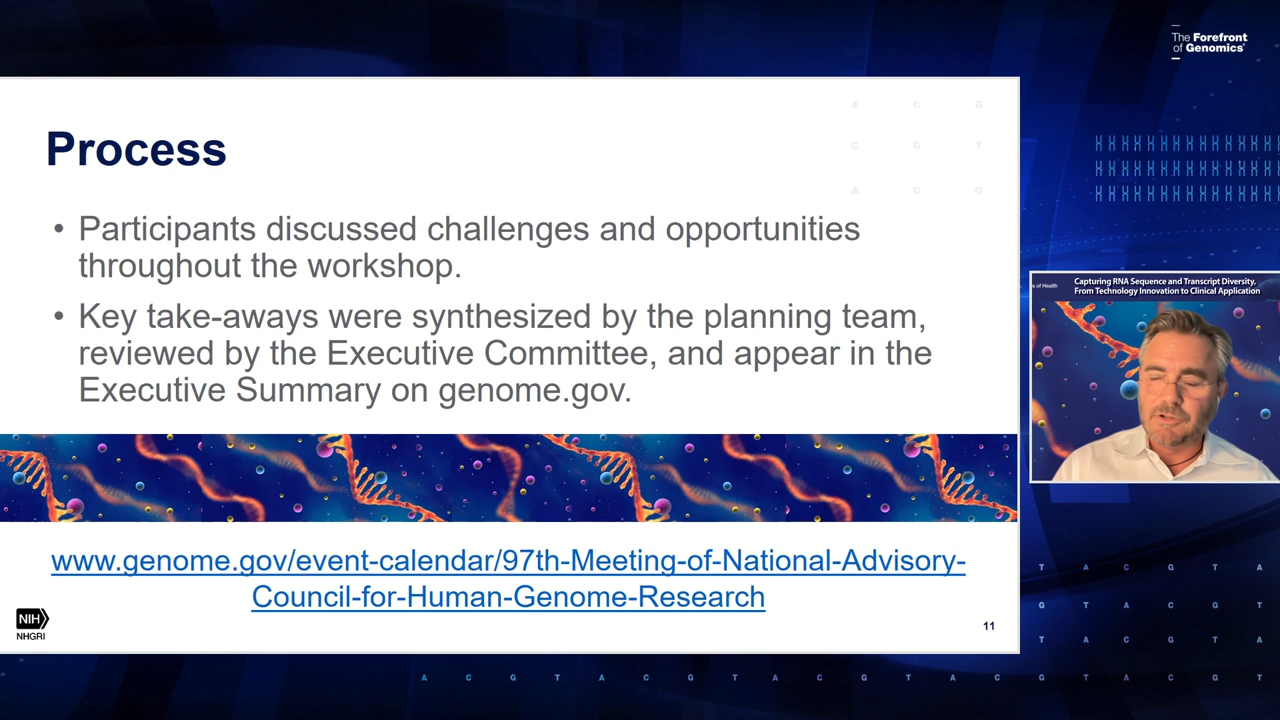 The Forefront
of Genomics
Process
• Participants discussed challenges and opportunities
throughout the workshop.
• Key take-aways were synthesized by the planning team,
reviewed by the Executive Committee, and appear in the
Executive Summary on genome.gov.
www.genome.gov/event-calendar/97th-Meeting-of-National-Advisory-
Council-for-Human-Genome-Research
NIH
NHGRI
11
s of Health
Capturing RNA Sequence and Transcript Diversity,
From Technology Innovation to Clinical Application
T A C G T A
G T A C G T
T A C G T A
A C G T A C G T A C G T A C G T A C G T